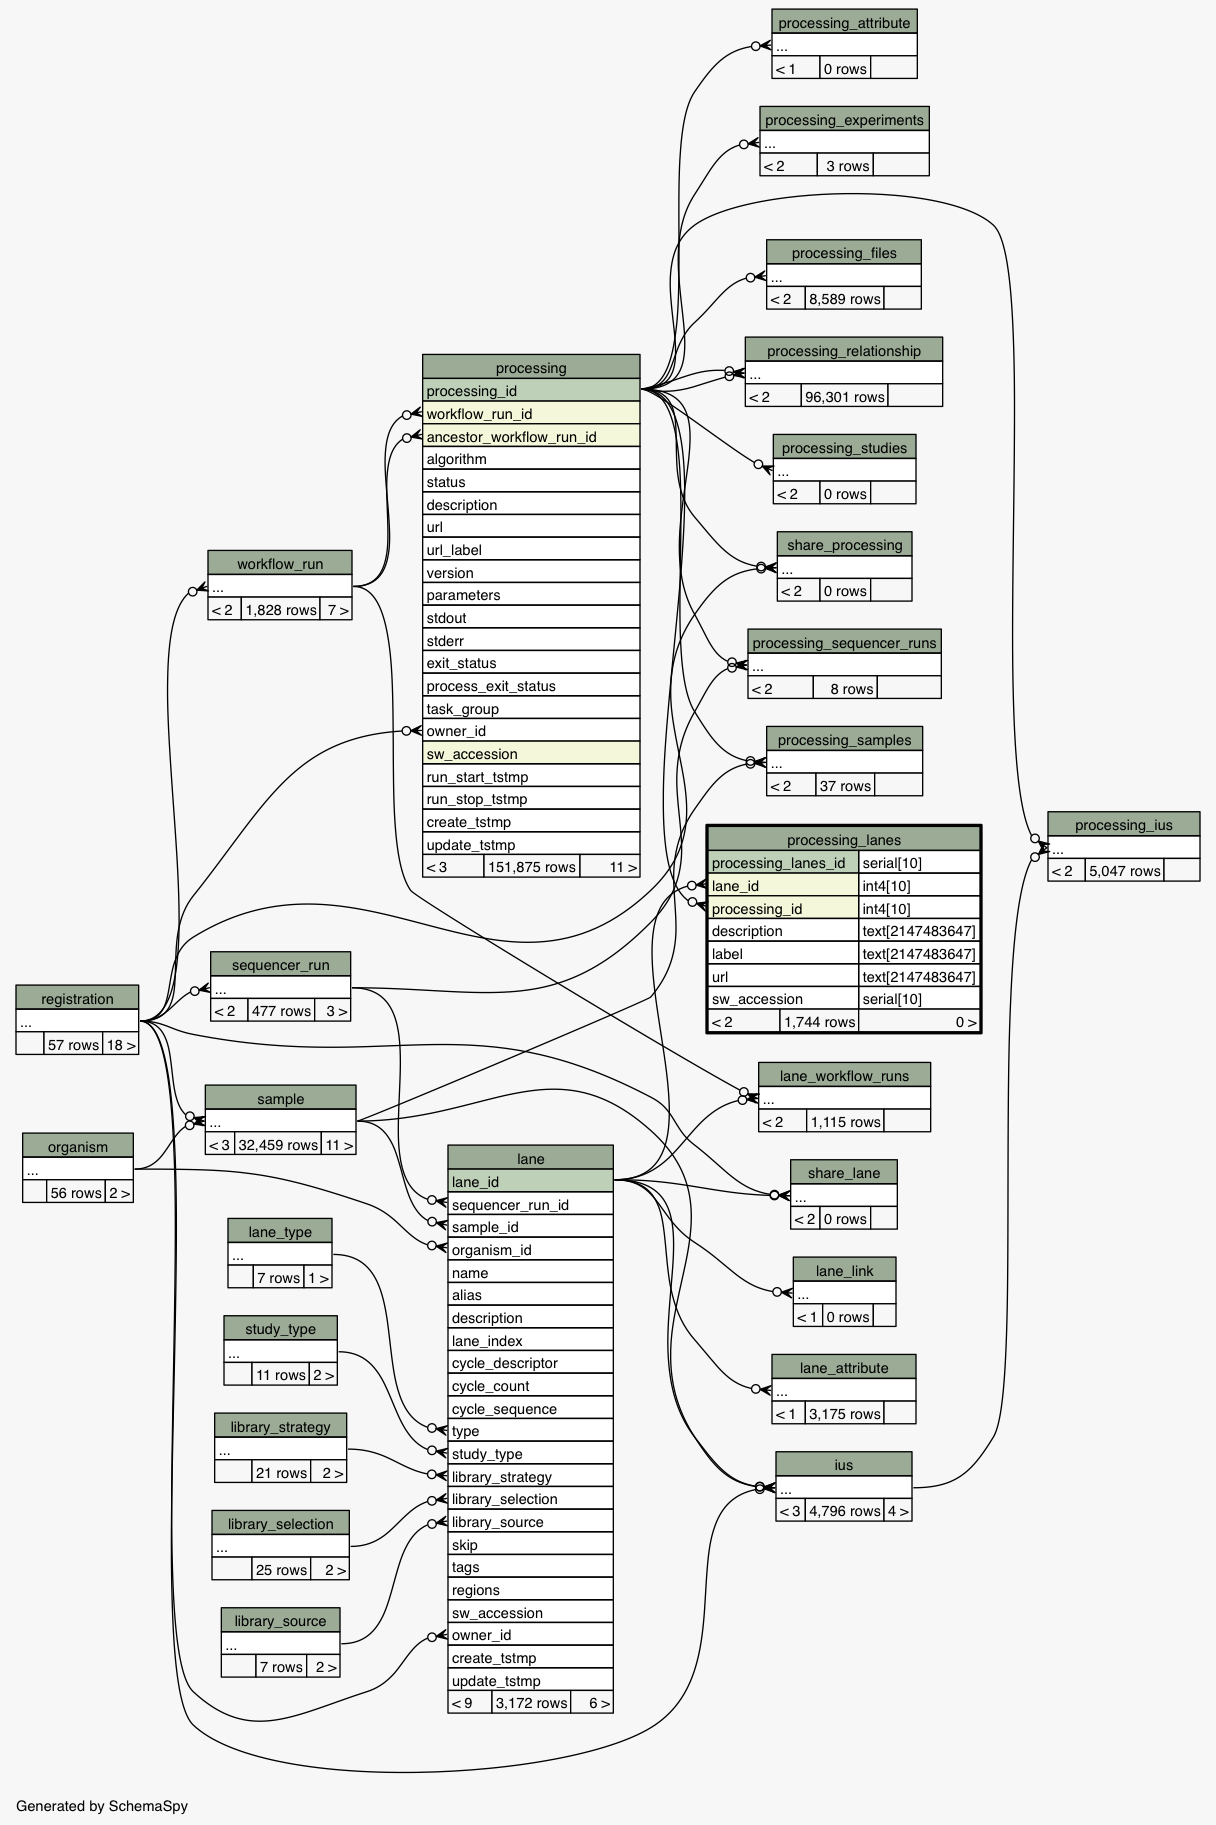 processing_attribute
...
< 1 0 rows
processing_experiments
...
< 2 3 rows
processing_files
...
< 2 8,589 rows
processing_relationship
...
< 2 96,301 rows
processing_studies
...
< 2 0 rows
share_processing
...
< 2 0 rows
processing_sequencer_runs
...
< 2 8 rows
processing_samples
...
< 2 37 rows
processing
processing_id
workflow_run_id
ancestor_workflow_run_id
algorithm
status
description
url
url_label
version
parameters
stdout
stderr
exit_status
process_exit_status
task_group
owner_id
sw_accession
run_start_tstmp
run_stop_tstmp
create_tstmp
update_tstmp
< 3 151,875 rows 11 >
workflow_run
...
< 2 1,828 rows 7 >
processing_lanes
processing_lanes_id serial[10]
lane_id int4[10]
processing_id int4[10]
description text[2147483647]
label text[2147483647]
url text[2147483647]
sw_accession serial[10]
< 2 1,744 rows 0 >
processing_ius
...
< 2 5,047 rows
sequencer_run
...
< 2 477 rows 3 >
registration
...
57 rows 18 >
sample
...
< 3 32,459 rows 11 >
organism
...
56 rows 2 >
lane_workflow_runs
...
< 2 1,115 rows
share_lane
...
< 2 0 rows
lane_link
...
< 1 0 rows
lane_attribute
...
< 1 3,175 rows
ius
...
< 3 4,796 rows 4 >
lane
lane_id
sequencer_run_id
sample_id
organism_id
name
alias
description
lane_index
cycle_descriptor
cycle_count
cycle_sequence
type
study_type
library_strategy
library_selection
library_source
skip
tags
regions
sw_accession
owner_id
create_tstmp
update_tstmp
< 9 3,172 rows 6 >
lane_type
...
7 rows 1 >
study_type
...
11 rows 2 >
library_strategy
...
21 rows 2 >
library_selection
...
25 rows 2 >
library_source
...
7 rows 2 >
Generated by SchemaSpy